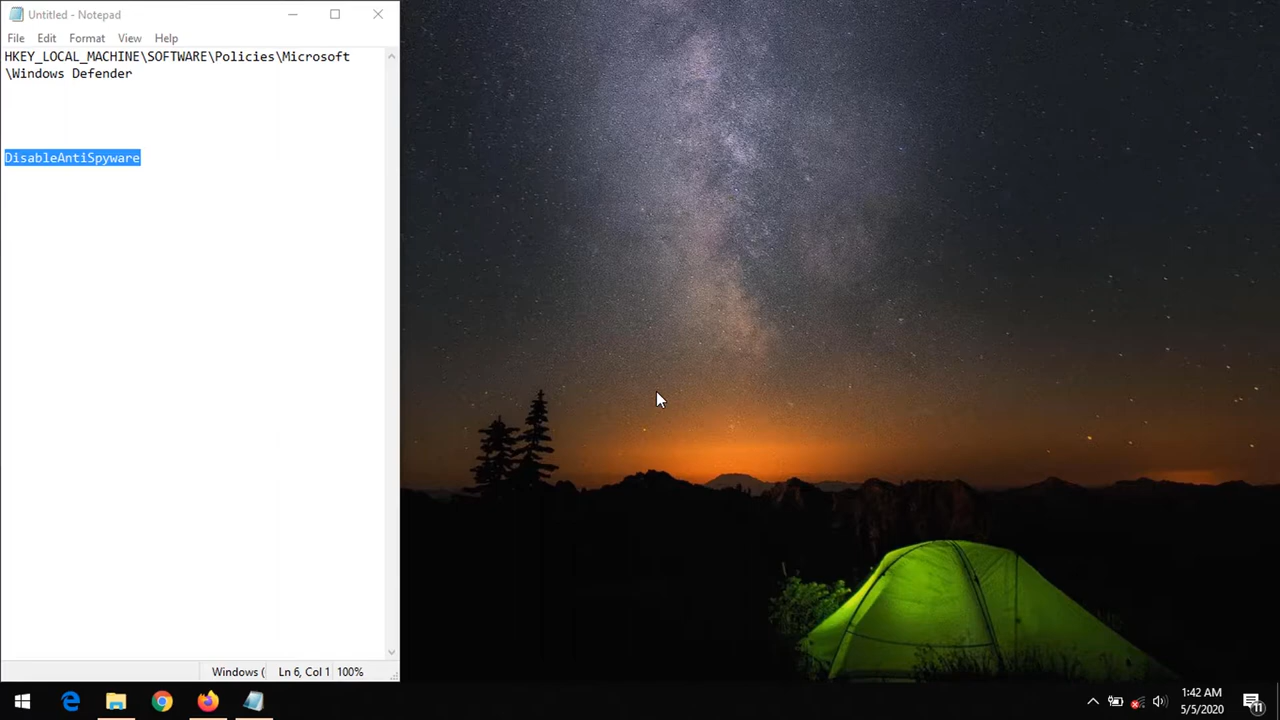 Untitled - Notepad
File Edit Format View Help
HKEY_LOCAL_MACHINE\SOFTWARE\Policies\Microsoft
\Windows Defender
DisableAntiSpyware
Windows ( Ln 6, Col 1 100%
1:42 AM
5/5/2020
11